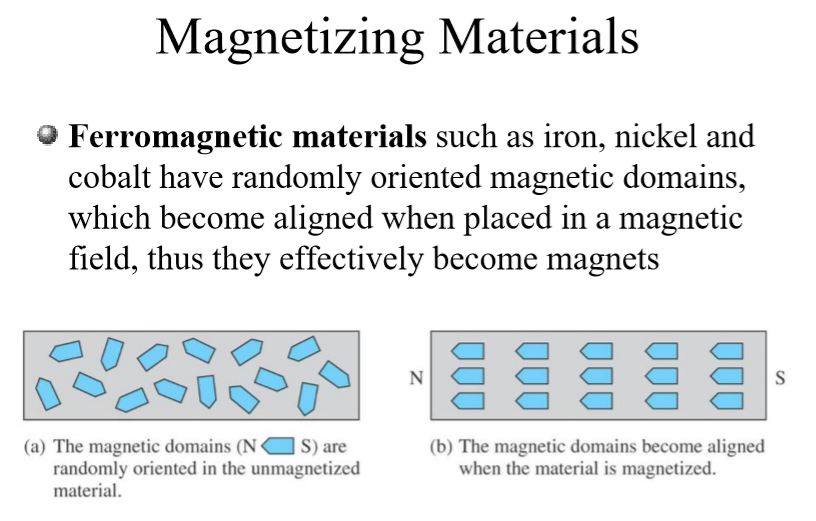 Magnetizing Materials
Ferromagnetic materials such as iron, nickel and
cobalt have randomly oriented magnetic domains,
which become aligned when placed in a magnetic
field, thus they effectively become magnets
N
S
(a) The magnetic domains (N S) are
randomly oriented in the unmagnetized
material.
(b) The magnetic domains become aligned
when the material is magnetized.